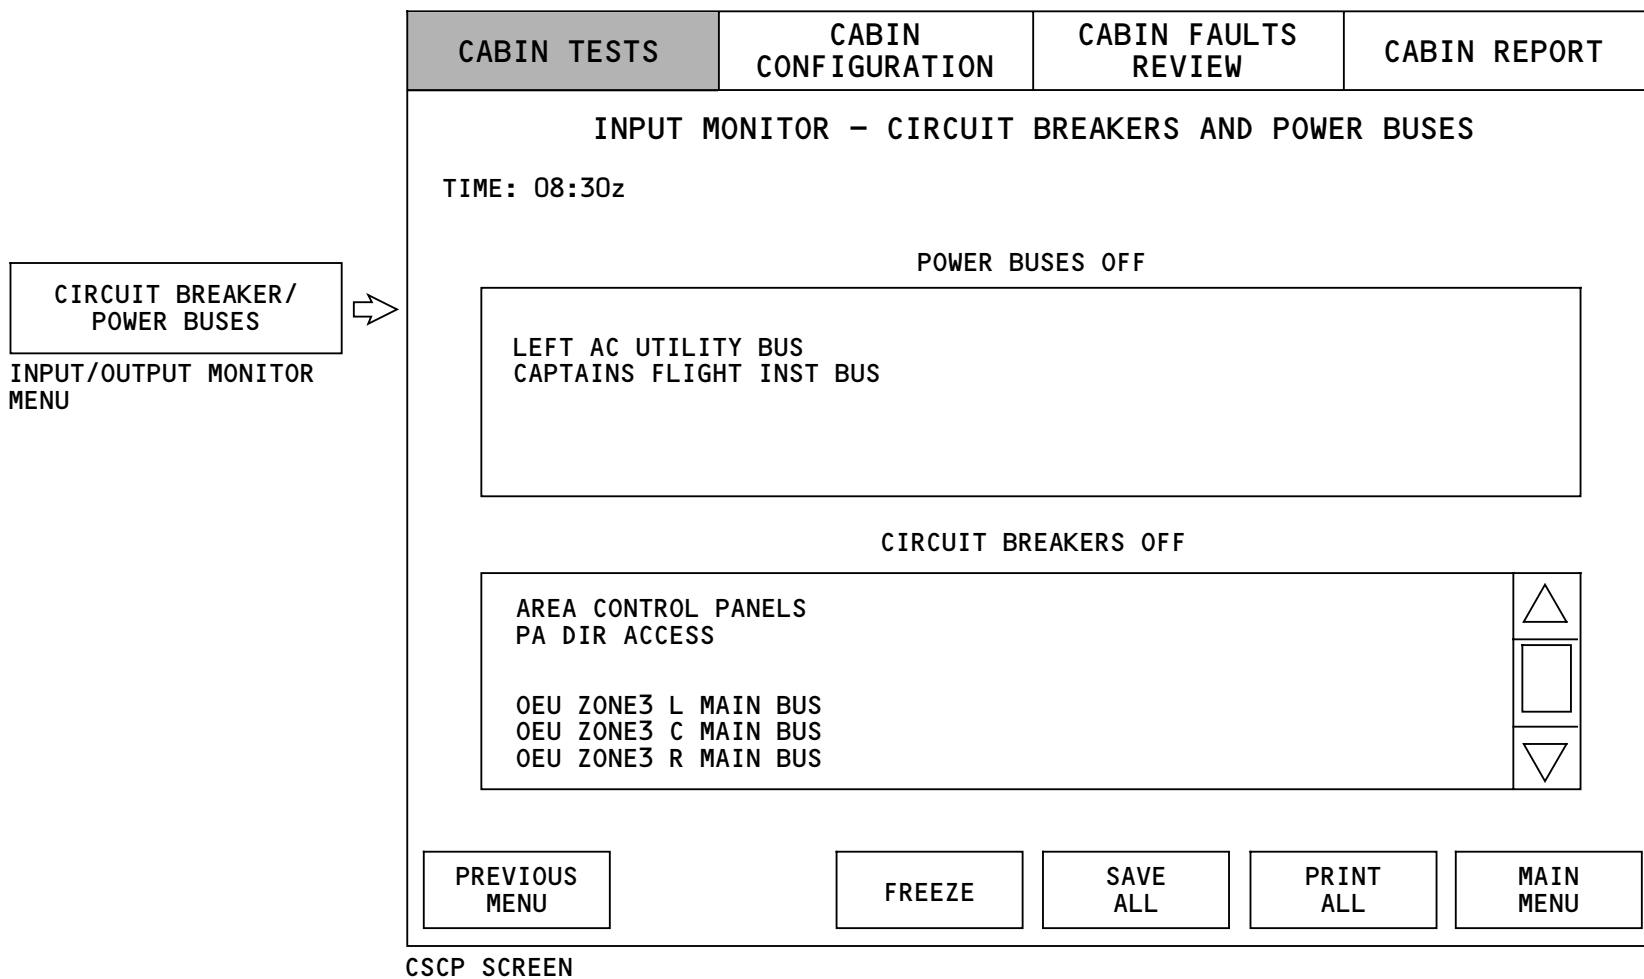 CABIN TESTS
CABIN
CONFIGURATION
CABIN FAULTS
REVIEW
CABIN REPORT
INPUT MONITOR – CIRCUIT BREAKERS AND POWER BUSES
TIME: 08:30z
CIRCUIT BREAKER/
POWER BUSES
INPUT/OUTPUT MONITOR
MENU
POWER BUSES OFF
LEFT AC UTILITY BUS
CAPTAINS FLIGHT INST BUS
CIRCUIT BREAKERS OFF
AREA CONTROL PANELS
PA DIR ACCESS
OEU ZONE3 L MAIN BUS
OEU ZONE3 C MAIN BUS
OEU ZONE3 R MAIN BUS
PREVIOUS
MENU
FREEZE
SAVE
ALL
PRINT
ALL
MAIN
MENU
CSCP SCREEN